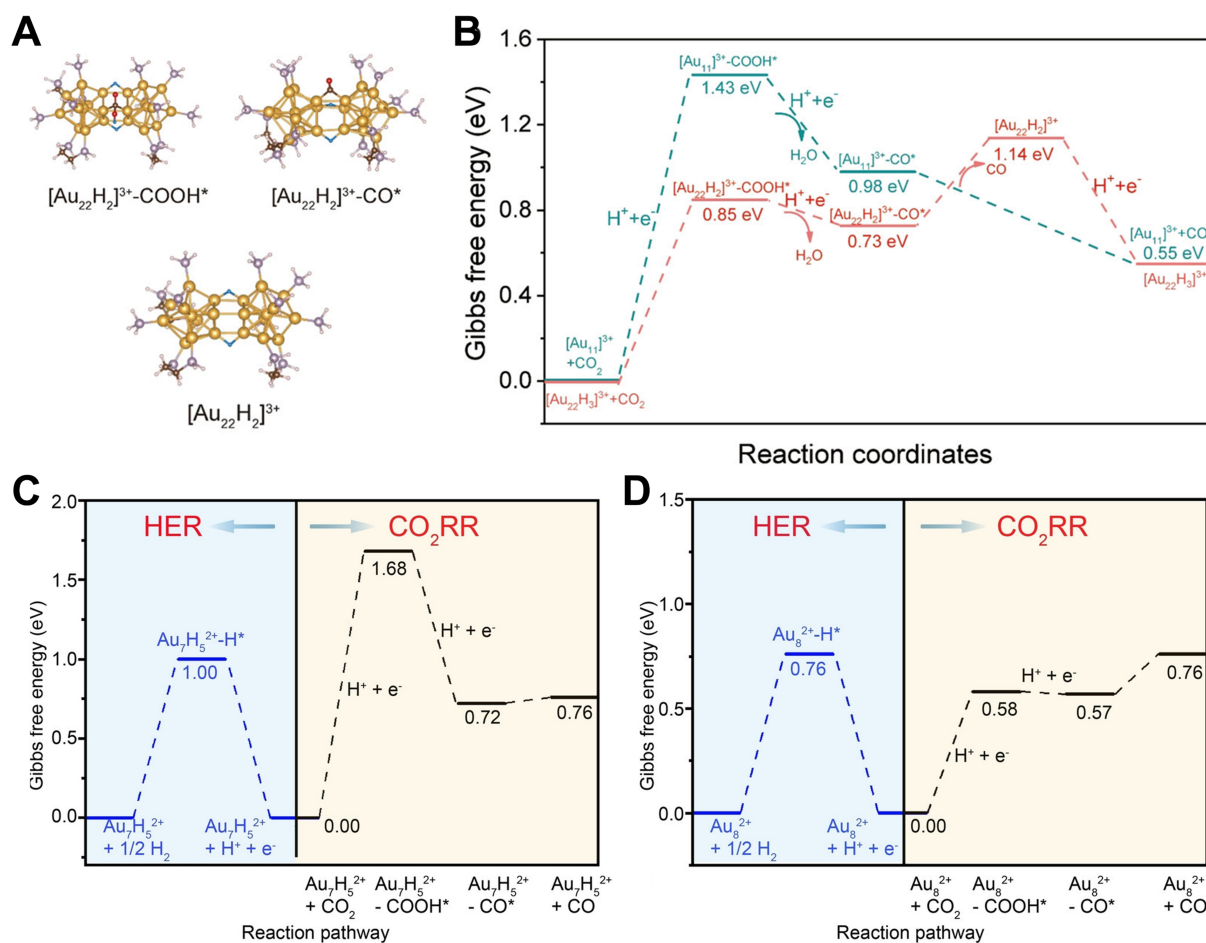 A
[Au₂₂H₂]³⁺-COOH*
[Au₂₂H₂]³⁺-CO*
[Au₂₂H₂]³⁺
B
Gibbs free energy (eV)
1.6
1.2
0.8
0.4
0.0
[Au₁₁]³⁺-COOH*
1.43 eV
H⁺+e⁻
H₂O
[Au₁₁]³⁺-CO*
0.98 eV
[Au₂₂H₂]³⁺
1.14 eV
CO
H⁺+e⁻
H⁺+e⁻
[Au₂₂H₂]³⁺-COOH*
0.85 eV
H⁺+e⁻
H₂O
[Au₂₂H₂]³⁺-CO*
0.73 eV
[Au₁₁]³⁺+CO
0.55 eV
[Au₂₂H₃]³⁺
[Au₁₁]³⁺
+CO₂
[Au₂₂H₃]³⁺+CO₂
Reaction coordinates
C
Gibbs free energy (eV)
2.0
1.5
1.0
0.5
0.0
HER
CO₂RR
Au₇H₅²⁺-H*
1.00
1.68
H⁺ + e⁻
H⁺ + e⁻
0.72
0.76
0.00
Au₇H₅²⁺
+ 1/2 H₂
Au₇H₅²⁺
+ H⁺ + e⁻
Au₇H₅²⁺
+ CO₂
Au₇H₅²⁺
- COOH*
Au₇H₅²⁺
- CO*
Au₇H₅²⁺
+ CO
Reaction pathway
D
Gibbs free energy (eV)
1.5
1.0
0.5
0.0
HER
CO₂RR
Au₈²⁺-H*
0.76
H⁺ + e⁻
0.58
H⁺ + e⁻
0.57
0.76
0.00
Au₈²⁺
+ 1/2 H₂
Au₈²⁺
+ H⁺ + e⁻
Au₈²⁺
+ CO₂
Au₈²⁺
- COOH*
Au₈²⁺
- CO*
Au₈²⁺
+ CO
Reaction pathway